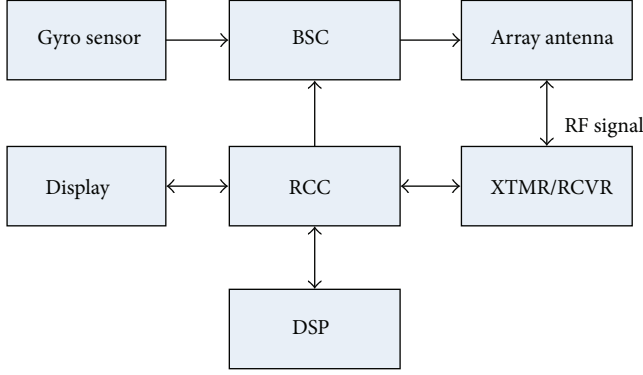 Gyro sensor
BSC
Array antenna
RF signal
Display
RCC
XTMR/RCVR
DSP